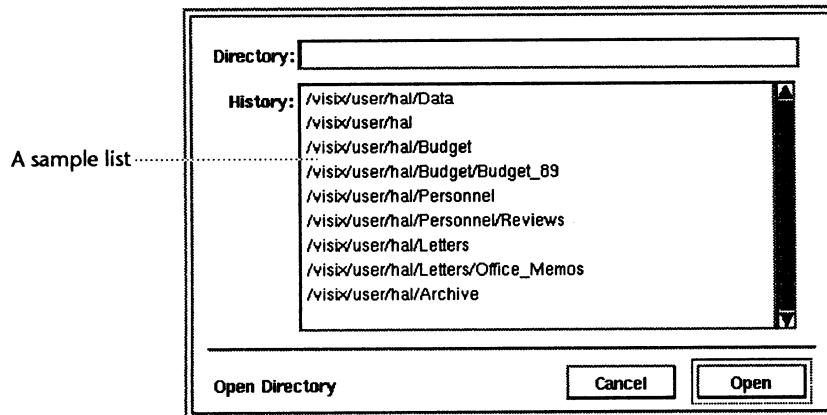 Directory:
History:
/visix/user/hal/Data
/visix/user/hal
/visix/user/hal/Budget
A sample list
/visix/user/hal/Budget/Budget_89
/visix/user/hal/Personnel
/visix/user/hal/Personnel/Reviews
/visix/user/hal/Letters
/visix/user/hal/Letters/Office_Memos
/visix/user/hal/Archive
Open Directory
Cancel
Open